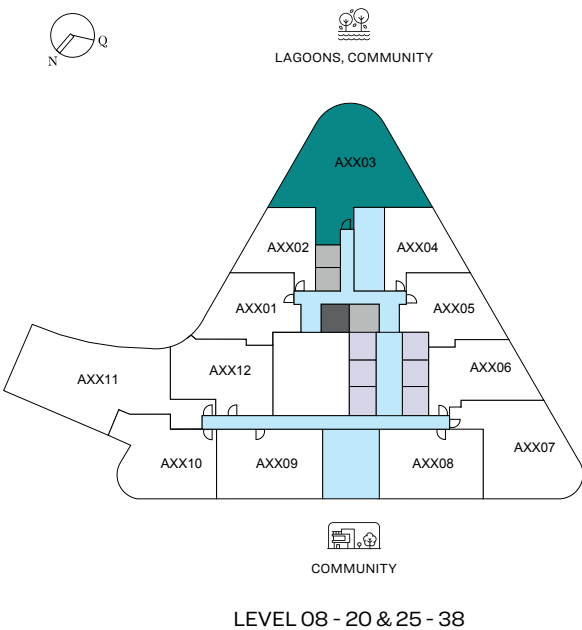 N
Q
LAGOONS, COMMUNITY
AXX03
AXX02
AXX04
AXX01
AXX05
AXX11
AXX12
AXX06
AXX10
AXX09
AXX08
AXX07
COMMUNITY
LEVEL 08 - 20 & 25 - 38